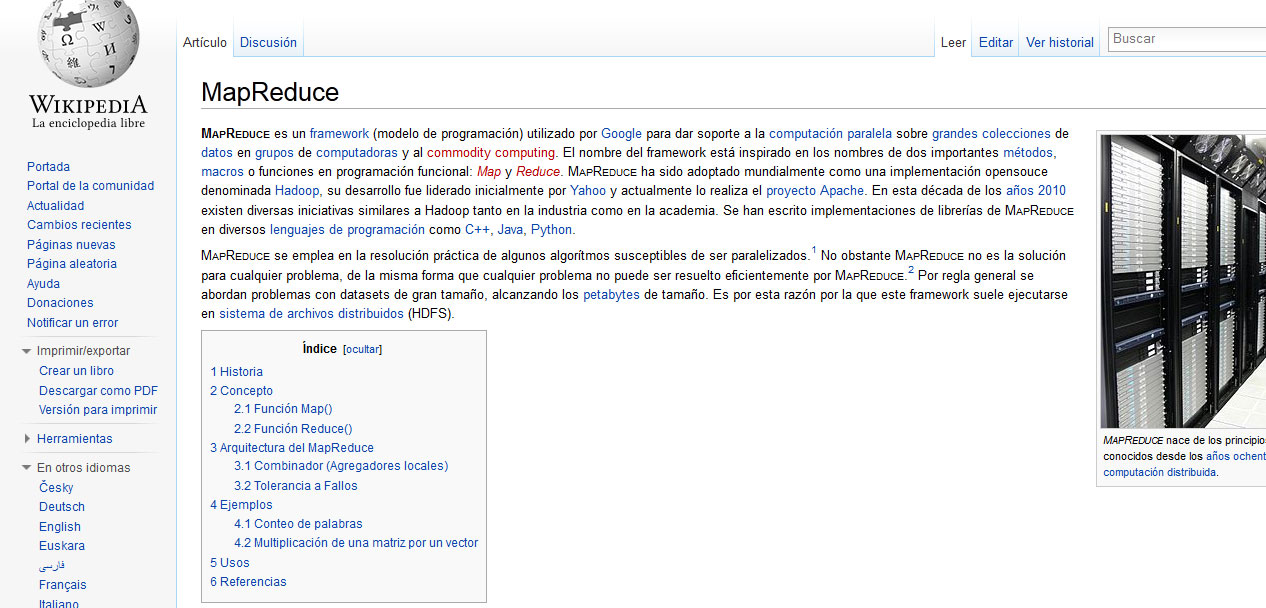 WIKIPEDIA
La enciclopedia libre
Portada
Portal de la comunidad
Actualidad
Cambios recientes
Páginas nuevas
Página aleatoria
Ayuda
Donaciones
Notificar un error
Imprimir/exportar
Crear un libro
Descargar como PDF
Versión para imprimir
Herramientas
En otros idiomas
Česky
Deutsch
English
Euskara
فارسی
Français
Italiano
Artículo Discusión
Leer Editar Ver historial Buscar
MapReduce
MAPREDUCE es un framework (modelo de programación) utilizado por Google para dar soporte a la computación paralela sobre grandes colecciones de
datos en grupos de computadoras y al commodity computing. El nombre del framework está inspirado en los nombres de dos importantes métodos,
macros o funciones en programación funcional: Map y Reduce. MAPREDUCE ha sido adoptado mundialmente como una implementación opensouce
denominada Hadoop, su desarrollo fue liderado inicialmente por Yahoo y actualmente lo realiza el proyecto Apache. En esta década de los años 2010
existen diversas iniciativas similares a Hadoop tanto en la industria como en la academia. Se han escrito implementaciones de librerías de MAPREDUCE
en diversos lenguajes de programación como C++, Java, Python.
MAPREDUCE se emplea en la resolución práctica de algunos algorítmos susceptibles de ser paralelizados.1 No obstante MAPREDUCE no es la solución
para cualquier problema, de la misma forma que cualquier problema no puede ser resuelto eficientemente por MAPREDUCE.2 Por regla general se
abordan problemas con datasets de gran tamaño, alcanzando los petabytes de tamaño. Es por esta razón por la que este framework suele ejecutarse
en sistema de archivos distribuidos (HDFS).
Índice [ocultar]
1 Historia
2 Concepto
2.1 Función Map()
2.2 Función Reduce()
3 Arquitectura del MapReduce
3.1 Combinador (Agregadores locales)
3.2 Tolerancia a Fallos
4 Ejemplos
4.1 Conteo de palabras
4.2 Multiplicación de una matriz por un vector
5 Usos
6 Referencias
MAPREDUCE nace de los principio
conocidos desde los años ochent
computación distribuida.